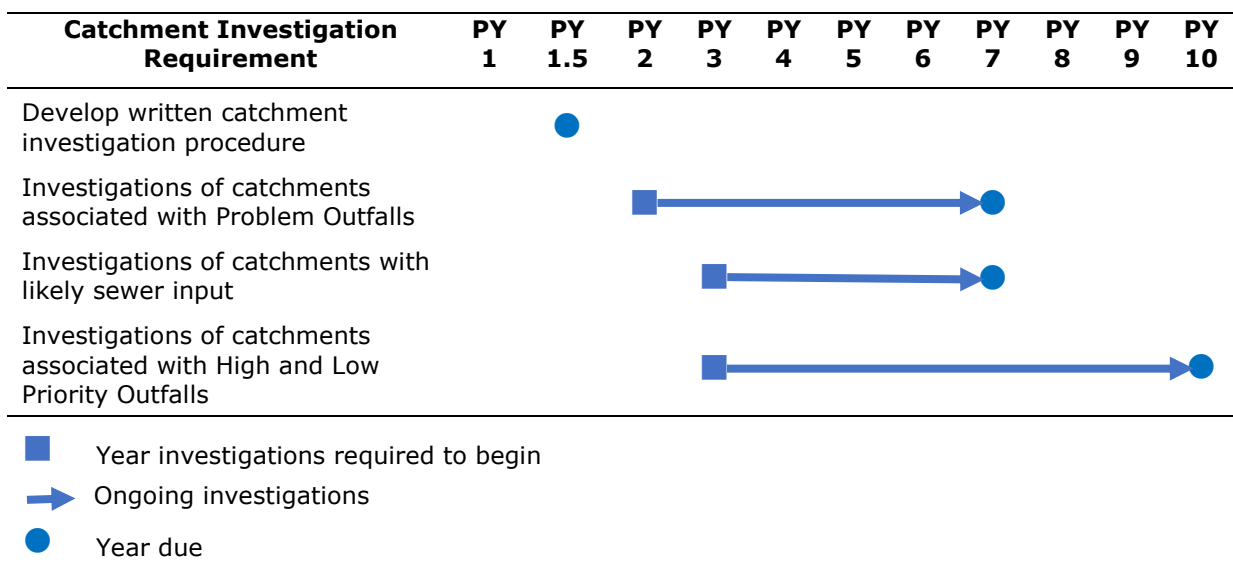 Catchment Investigation
Requirement
PY
1
PY
1.5
PY
2
PY
3
PY
4
PY
5
PY
6
PY
7
PY
8
PY
9
PY
10
Develop written catchment
investigation procedure
Investigations of catchments
associated with Problem Outfalls
Investigations of catchments with
likely sewer input
Investigations of catchments
associated with High and Low
Priority Outfalls
Year investigations required to begin
Ongoing investigations
Year due